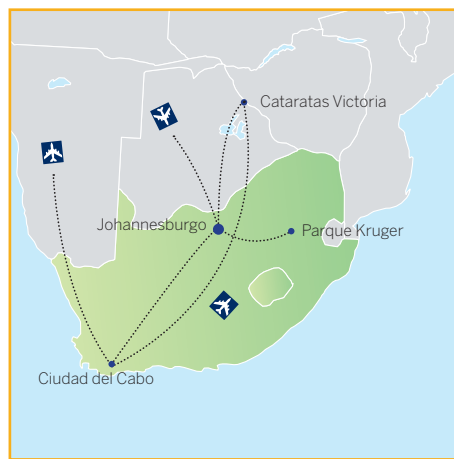 Cataratas Victoria
Johannesburgo
Parque Kruger
Ciudad del Cabo